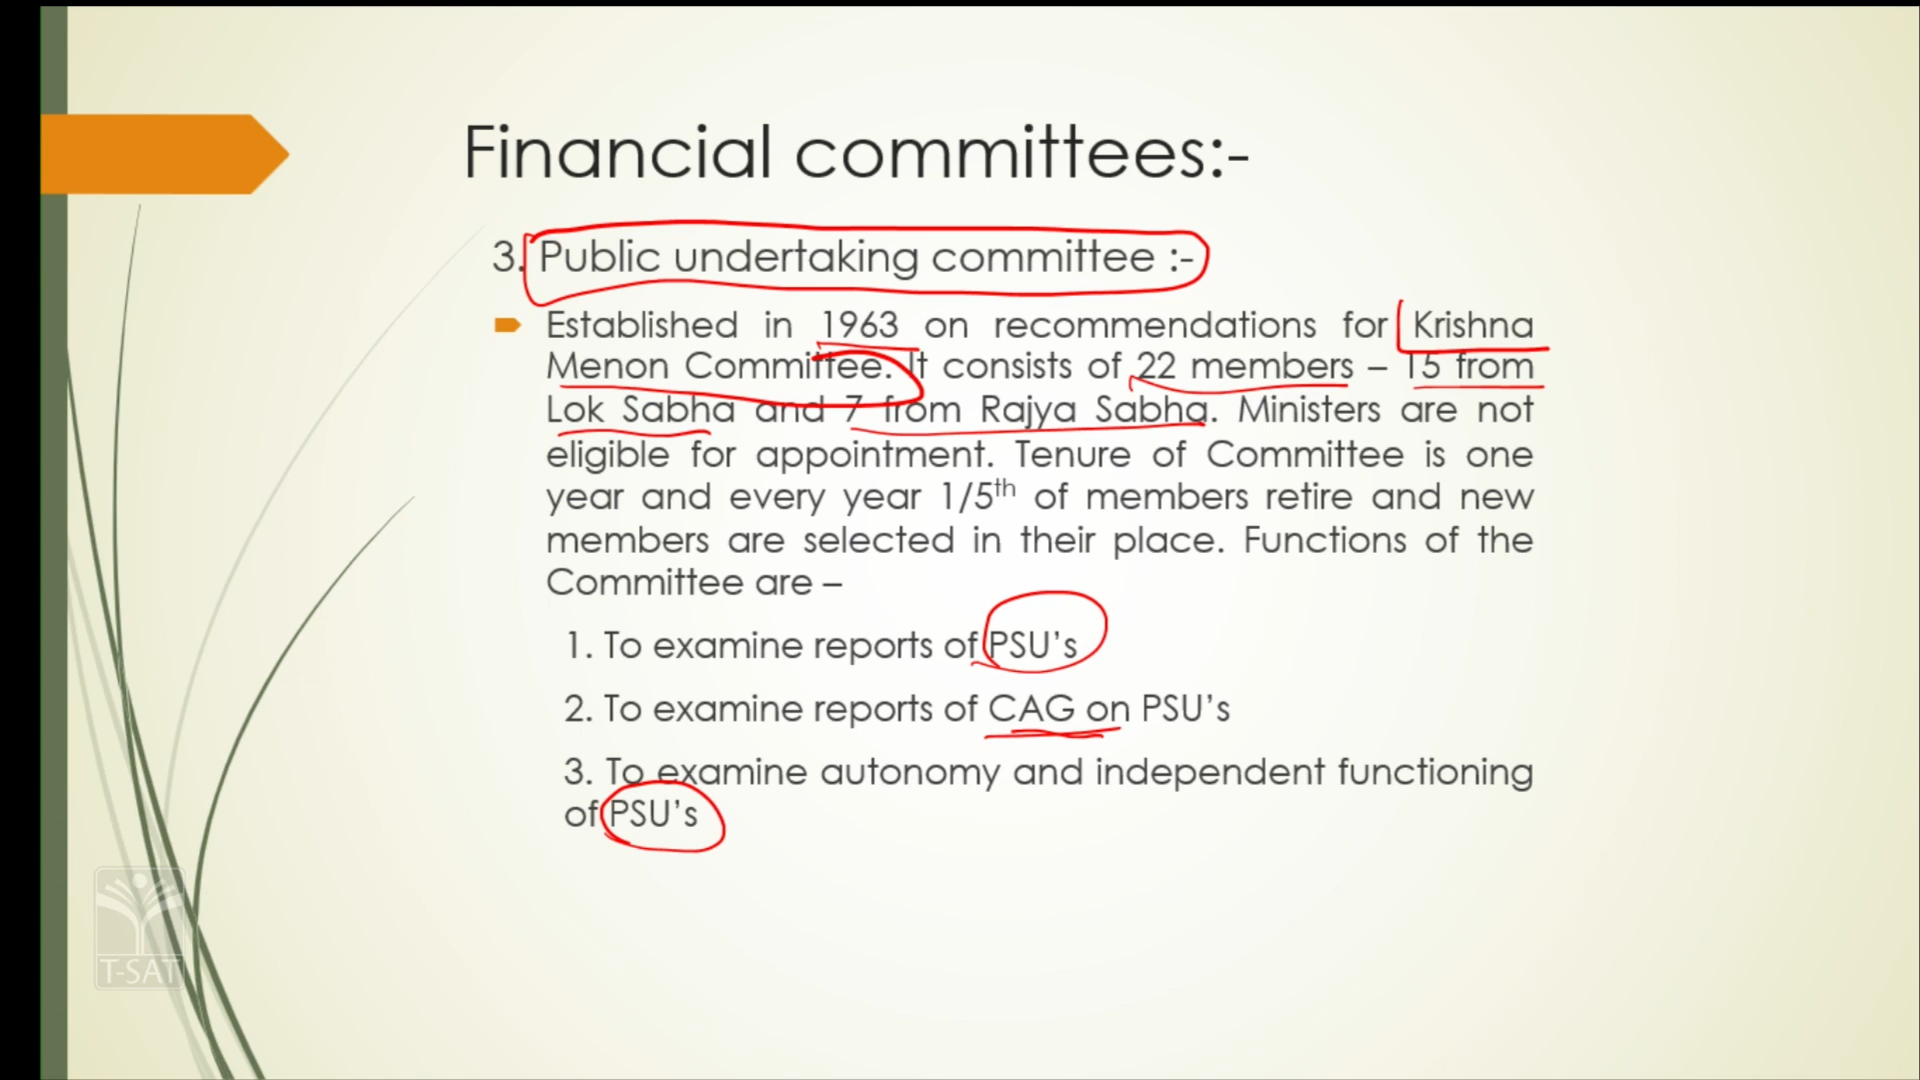 Financial committees:-
3. Public undertaking committee :-
Established in 1963 on recommendations for Krishna
Menon Committee. It consists of 22 members – 15 from
Lok Sabha and 7 from Rajya Sabha. Ministers are not
eligible for appointment. Tenure of Committee is one
year and every year 1/5th of members retire and new
members are selected in their place. Functions of the
Committee are –
1. To examine reports of PSU's
2. To examine reports of CAG on PSU's
3. To examine autonomy and independent functioning
of PSU's
T-SAT